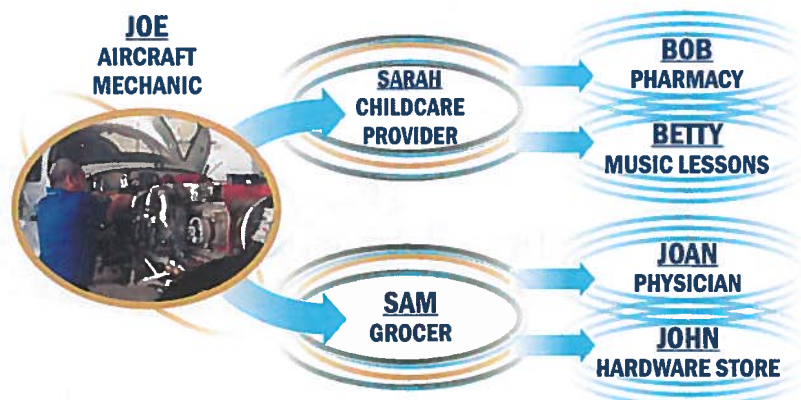 JOE
AIRCRAFT
MECHANIC
SARAH
CHILDCARE
PROVIDER
BOB
PHARMACY
BETTY
MUSIC LESSONS
SAM
GROCER
JOAN
PHYSICIAN
JOHN
HARDWARE STORE